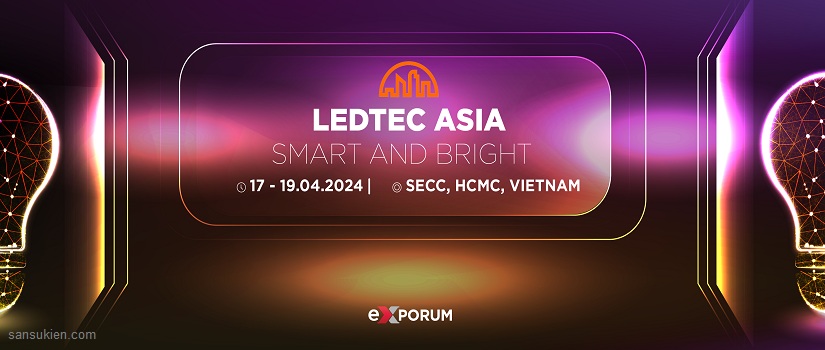 LEDTEC ASIA
SMART AND BRIGHT
17 - 19.04.2024 | SECC, HCMC, VIETNAM
eXPORUM
sansukien.com